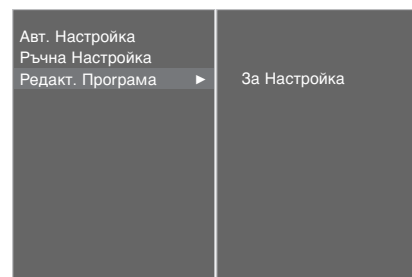 Авт. Настройка
Ръчна Настройка
Редакт. Програма ►
За Настройка